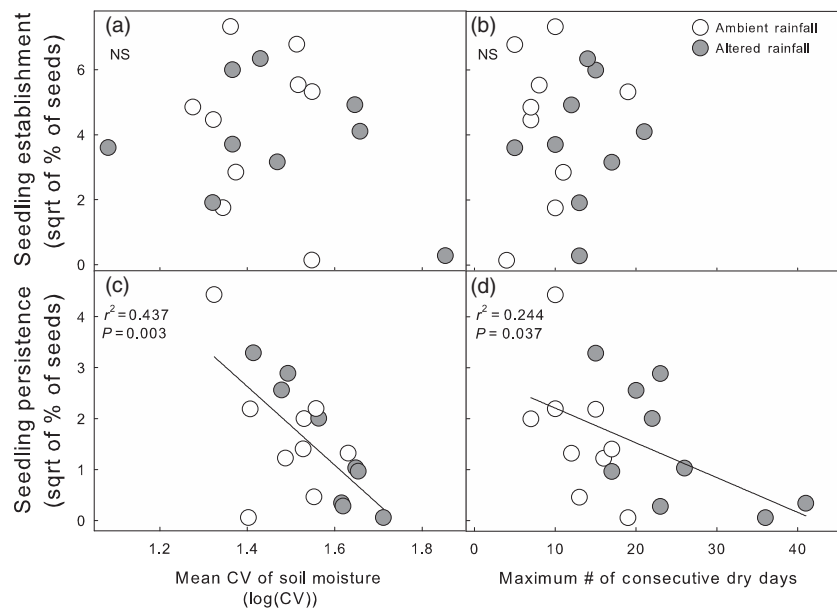 (a)
NS
(b)
NS
Ambient rainfall
Altered rainfall
Seedling establishment
(sqrt of % of seeds)
6
4
2
0
(c)
r² = 0.437
P = 0.003
(d)
r² = 0.244
P = 0.037
Seedling persistence
(sqrt of % of seeds)
4
3
2
1
0
1.2 1.4 1.6 1.8
0 10 20 30 40
Mean CV of soil moisture
(log(CV))
Maximum # of consecutive dry days